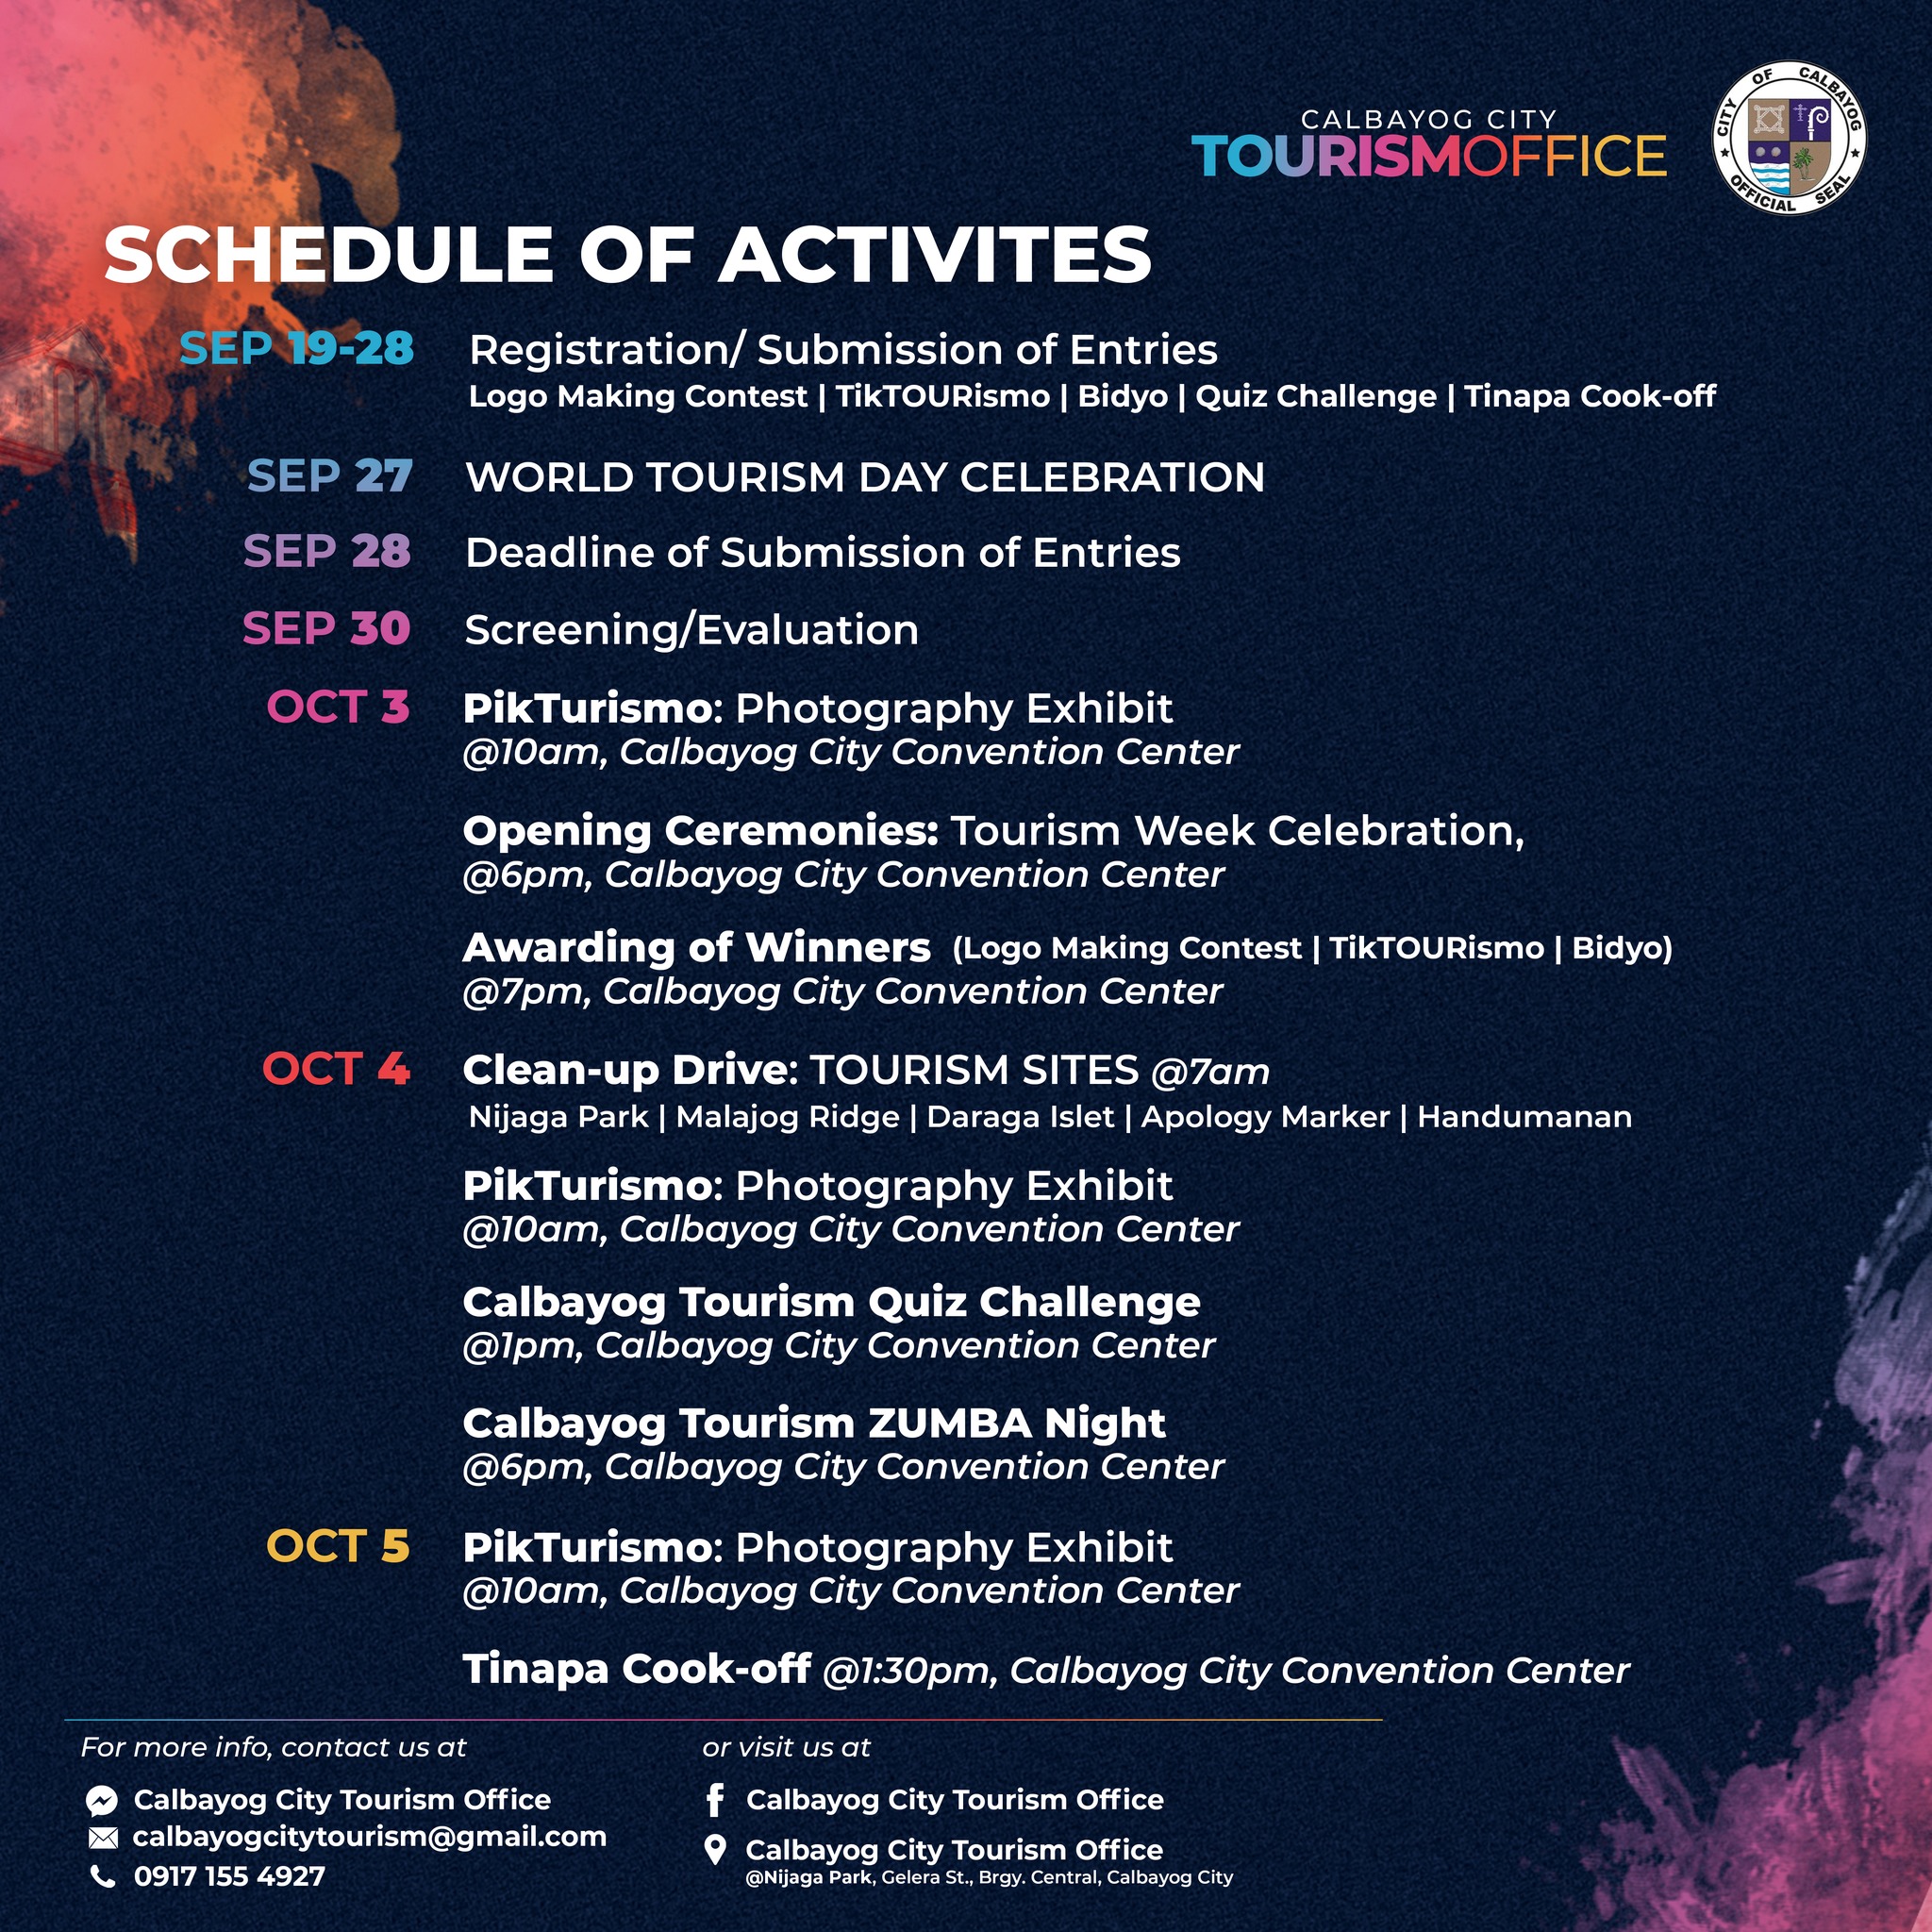 CALBAYOG CITY
TOURISMOFFICE
CITY OF CALBAYOG
OFFICIAL SEAL
SCHEDULE OF ACTIVITES
SEP 19-28 Registration/ Submission of Entries
Logo Making Contest | TikTOURismo | Bidyo | Quiz Challenge | Tinapa Cook-off
SEP 27 WORLD TOURISM DAY CELEBRATION
SEP 28 Deadline of Submission of Entries
SEP 30 Screening/Evaluation
OCT 3 PikTurismo: Photography Exhibit
@10am, Calbayog City Convention Center
Opening Ceremonies: Tourism Week Celebration,
@6pm, Calbayog City Convention Center
Awarding of Winners (Logo Making Contest | TikTOURismo | Bidyo)
@7pm, Calbayog City Convention Center
OCT 4 Clean-up Drive: TOURISM SITES @7am
Nijaga Park | Malajog Ridge | Daraga Islet | Apology Marker | Handumanan
PikTurismo: Photography Exhibit
@10am, Calbayog City Convention Center
Calbayog Tourism Quiz Challenge
@1pm, Calbayog City Convention Center
Calbayog Tourism ZUMBA Night
@6pm, Calbayog City Convention Center
OCT 5 PikTurismo: Photography Exhibit
@10am, Calbayog City Convention Center
Tinapa Cook-off @1:30pm, Calbayog City Convention Center
For more info, contact us at
Calbayog City Tourism Office
calbayogcitytourism@gmail.com
0917 155 4927
or visit us at
Calbayog City Tourism Office
Calbayog City Tourism Office
@Nijaga Park, Gelera St., Brgy. Central, Calbayog City